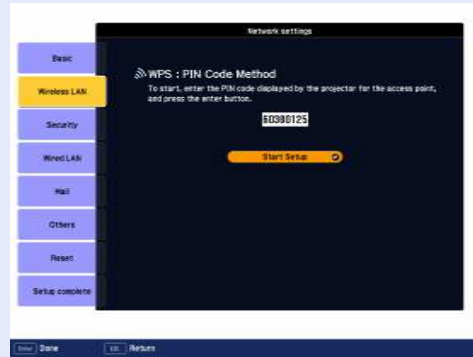 Network settings
Basic
Wireless LAN
Security
Wired LAN
Mail
Others
Reset
Setup complete
WPS : PIN Code Method
To start, enter the PIN code displayed by the projector for the access point,
and press the enter button.
60380125
Start Setup
Enter Done
ESC Return